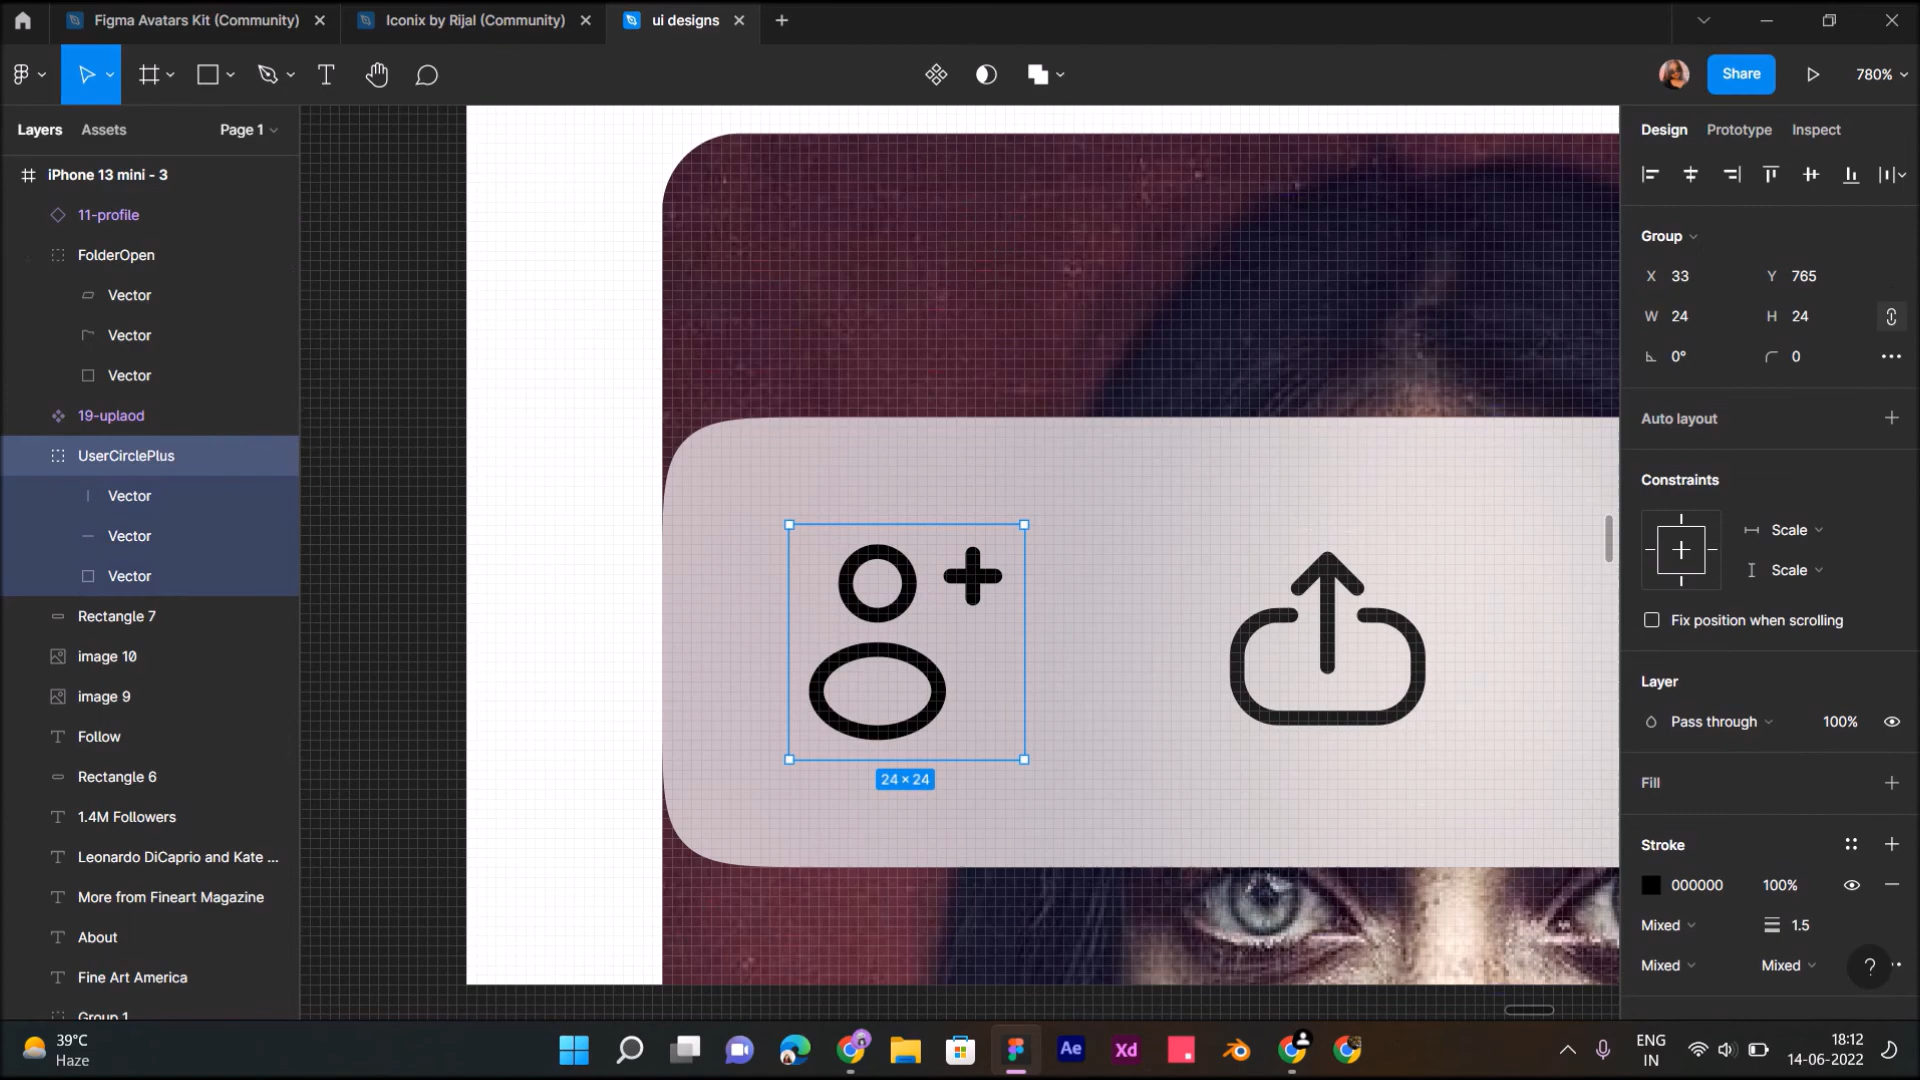 Figma Avatars Kit (Community)
Iconix by Rijal (Community)
ui designs
Share
780%
Layers
Assets
Page 1
Design
Prototype
Inspect
iPhone 13 mini - 3
11-profile
FolderOpen
Vector
Vector
Vector
19-uplaod
UserCirclePlus
Vector
Vector
Vector
Rectangle 7
image 10
image 9
Follow
Rectangle 6
1.4M Followers
Leonardo DiCaprio and Kate ...
More from Fineart Magazine
About
Fine Art America
Group 1
24 × 24
Group
X 33
Y 765
W 24
H 24
0°
0
Auto layout
Constraints
Scale
Scale
Fix position when scrolling
Layer
Pass through
100%
Fill
Stroke
000000
100%
Mixed
1.5
Mixed
Mixed
?
39°C
Haze
Ae
Xd
ENG
IN
18:12
14-06-2022